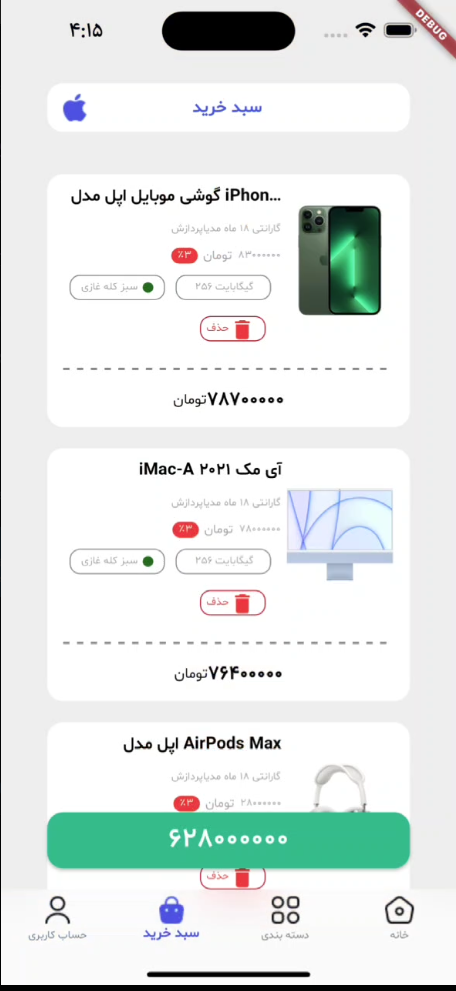 ۴:۱۵
DEBUG
سبد خرید
گوشی موبایل اپل مدل iPhon...
گارانتی ۱۸ ماه مدیاپردازش
۸۳۰۰۰۰۰۰ تومان ٪۳
گیگابایت ۲۵۶ سبز کله غازی
حذف
۷۸۷۰۰۰۰۰تومان
آی مک iMac-A ۲۰۲۱
گارانتی ۱۸ ماه مدیاپردازش
۷۸۰۰۰۰۰۰ تومان ٪۳
گیگابایت ۲۵۶ سبز کله غازی
حذف
۷۶۴۰۰۰۰۰تومان
اپل مدل AirPods Max
گارانتی ۱۸ ماه مدیاپردازش
۲۸۰۰۰۰۰۰ تومان ٪۳
۶۲۸۰۰۰۰۰۰
حذف
خانه دسته بندی سبد خرید حساب کاربری